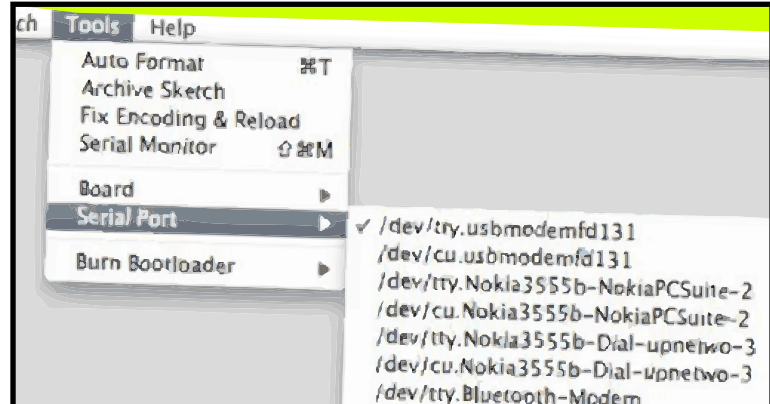 ch Tools Help
Auto Format ⌘T
Archive Sketch
Fix Encoding & Reload
Serial Monitor ⇧⌘M
Board ▶
Serial Port ▶
Burn Bootloader ▶
✓ /dev/tty.usbmodemfd131
/dev/cu.usbmodemfd131
/dev/tty.Nokia3555b-NokiaPCSuite-2
/dev/cu.Nokia3555b-NokiaPCSuite-2
/dev/tty.Nokia3555b-Dial-upnetwo-3
/dev/cu.Nokia3555b-Dial-upnetwo-3
/dev/tty.Bluetooth-Modem